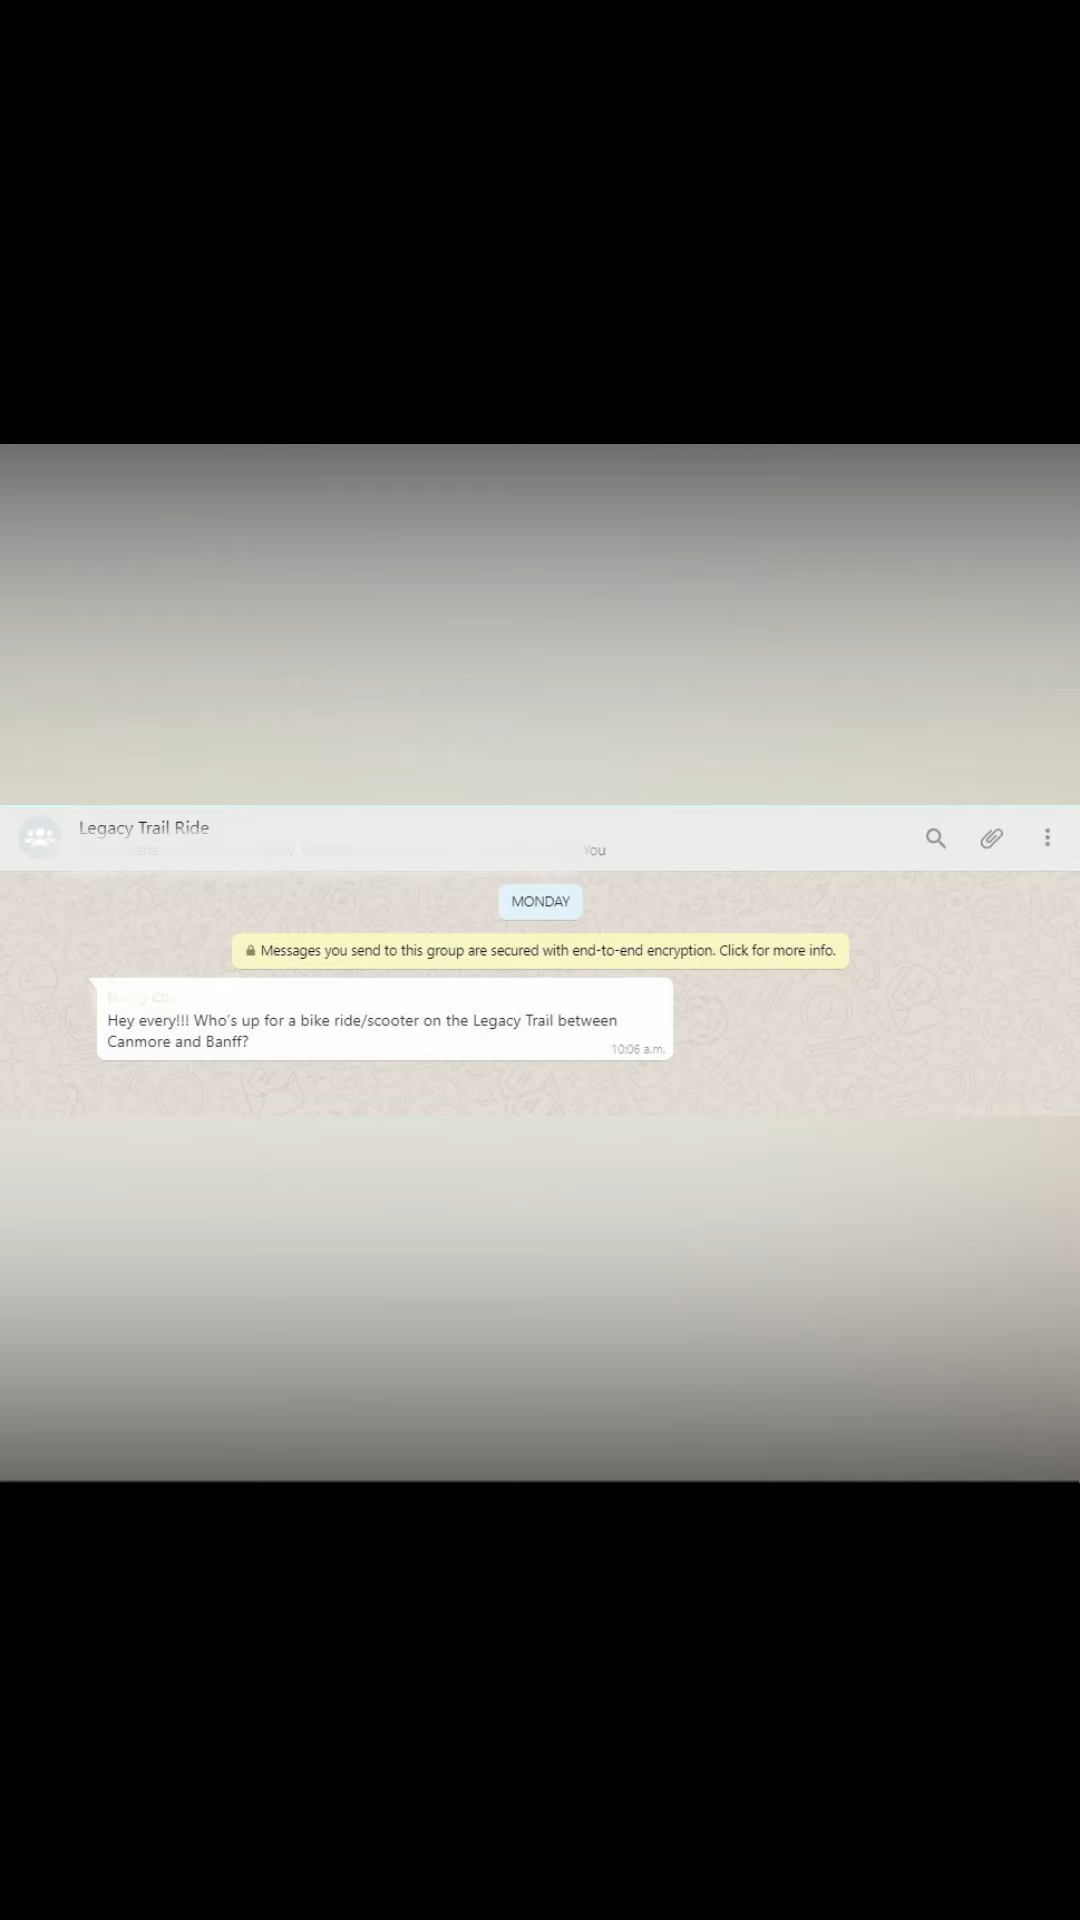 Legacy Trail Ride
You
MONDAY
Messages you send to this group are secured with end-to-end encryption. Click for more info.
Hey every!!! Who's up for a bike ride/scooter on the Legacy Trail between
Canmore and Banff?
10:06 a.m.